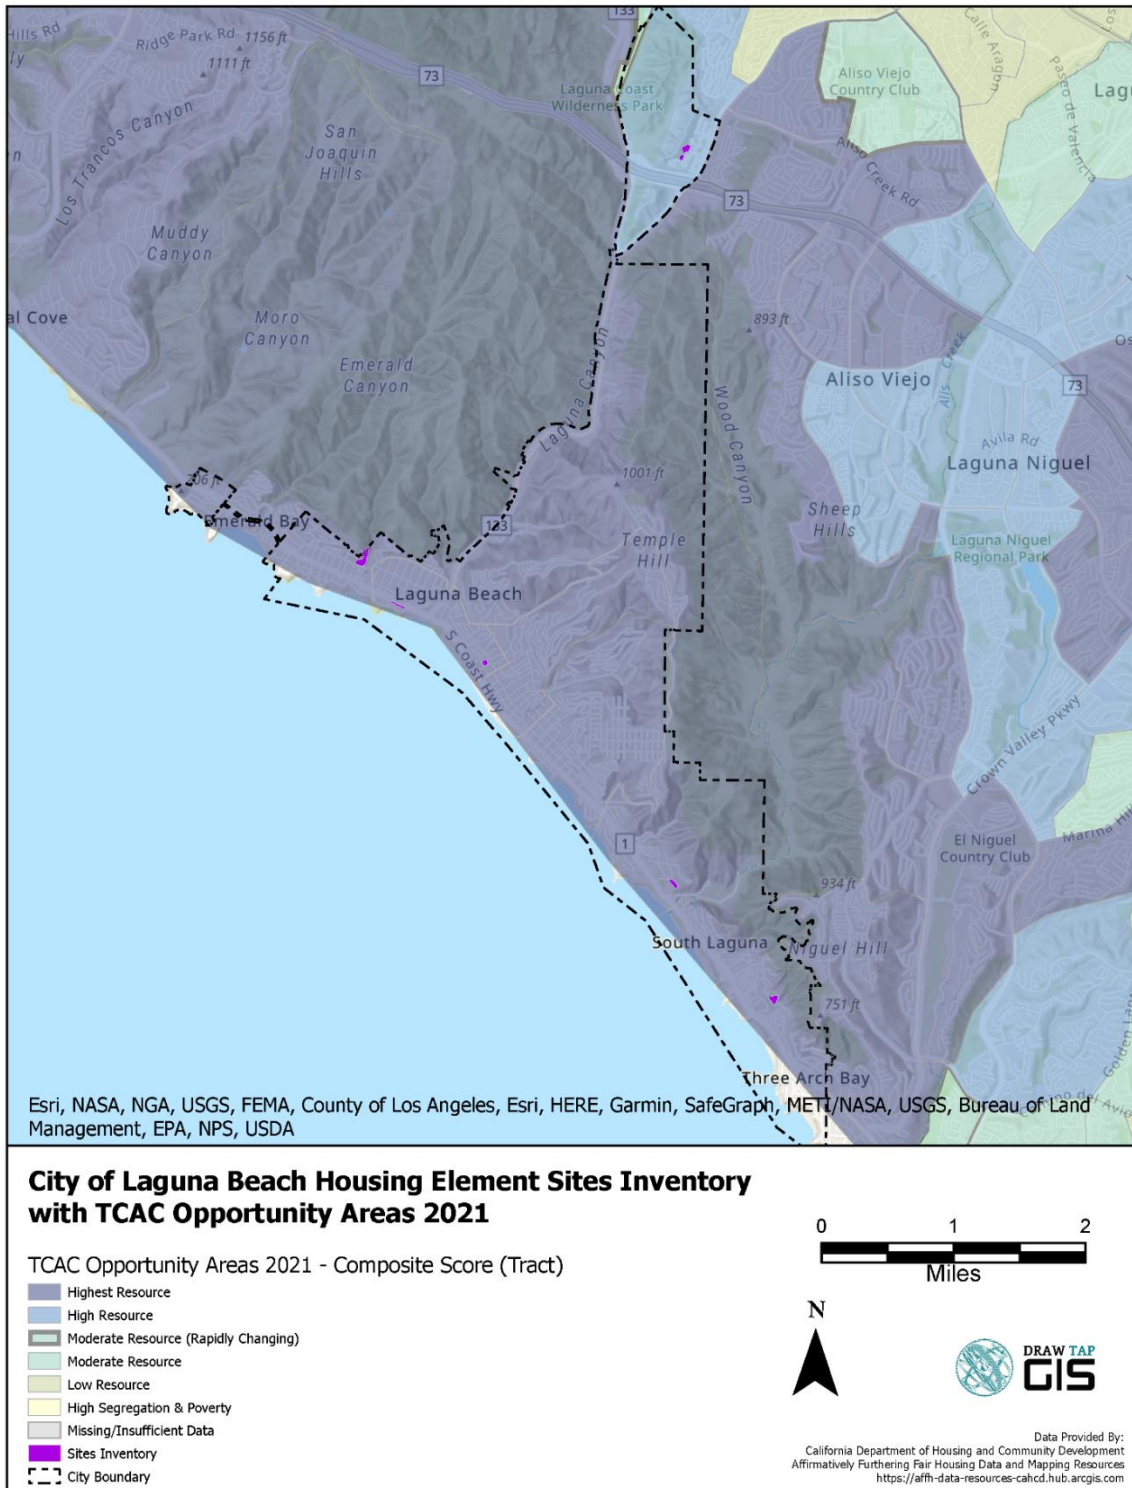 133
Hills Rd
Ridge Park Rd
1156 ft
1111 ft
73
Laguna Coast
Wilderness Park
Aliso Viejo
Country Club
Calle Aragon
Paseo de Valencia
Los Trancos Canyon
San
Joaquin
Hills
Aliso Creek Rd
73
Muddy
Canyon
al Cove
Moro
Canyon
893 ft
Emerald
Canyon
Laguna Canyon
Wood Canyon
Aliso Viejo
73
Avila Rd
Laguna Niguel
1001 ft
206 ft
Emerald Bay
133
Sheep
Hills
Temple
Hill
Laguna Niguel
Regional Park
Laguna Beach
S Coast Hwy
Crown Valley Pkwy
1
El Niguel
Country Club
934 ft
South Laguna
Niguel Hill
751 ft
Three Arch Bay
Esri, NASA, NGA, USGS, FEMA, County of Los Angeles, Esri, HERE, Garmin, SafeGraph, METI/NASA, USGS, Bureau of Land
Management, EPA, NPS, USDA
City of Laguna Beach Housing Element Sites Inventory
with TCAC Opportunity Areas 2021
TCAC Opportunity Areas 2021 - Composite Score (Tract)
Highest Resource
High Resource
Moderate Resource (Rapidly Changing)
Moderate Resource
Low Resource
High Segregation & Poverty
Missing/Insufficient Data
Sites Inventory
City Boundary
0 1 2
Miles
N
DRAW TAP
GIS
Data Provided By:
California Department of Housing and Community Development
Affirmatively Furthering Fair Housing Data and Mapping Resources
https://affh-data-resources-cahcd.hub.arcgis.com